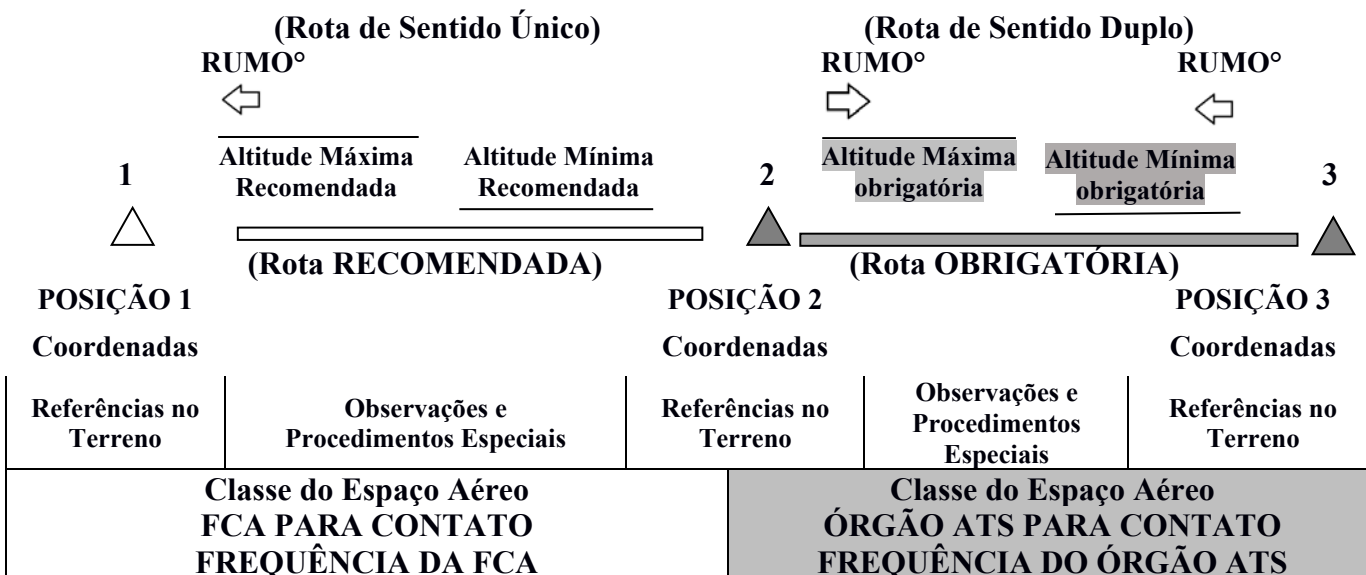 (Rota de Sentido Único) (Rota de Sentido Duplo)
RUMO° RUMO° RUMO°
1 Altitude Máxima Recomendada Altitude Mínima Recomendada 2 Altitude Máxima obrigatória Altitude Mínima obrigatória 3
(Rota RECOMENDADA) (Rota OBRIGATÓRIA)
POSIÇÃO 1 POSIÇÃO 2 POSIÇÃO 3
Coordenadas Coordenadas Coordenadas
Referências no Terreno Observações e Procedimentos Especiais Referências no Terreno Observações e Procedimentos Especiais Referências no Terreno
Classe do Espaço Aéreo Classe do Espaço Aéreo
FCA PARA CONTATO ÓRGÃO ATS PARA CONTATO
FREQUÊNCIA DA FCA FREQUÊNCIA DO ÓRGÃO ATS